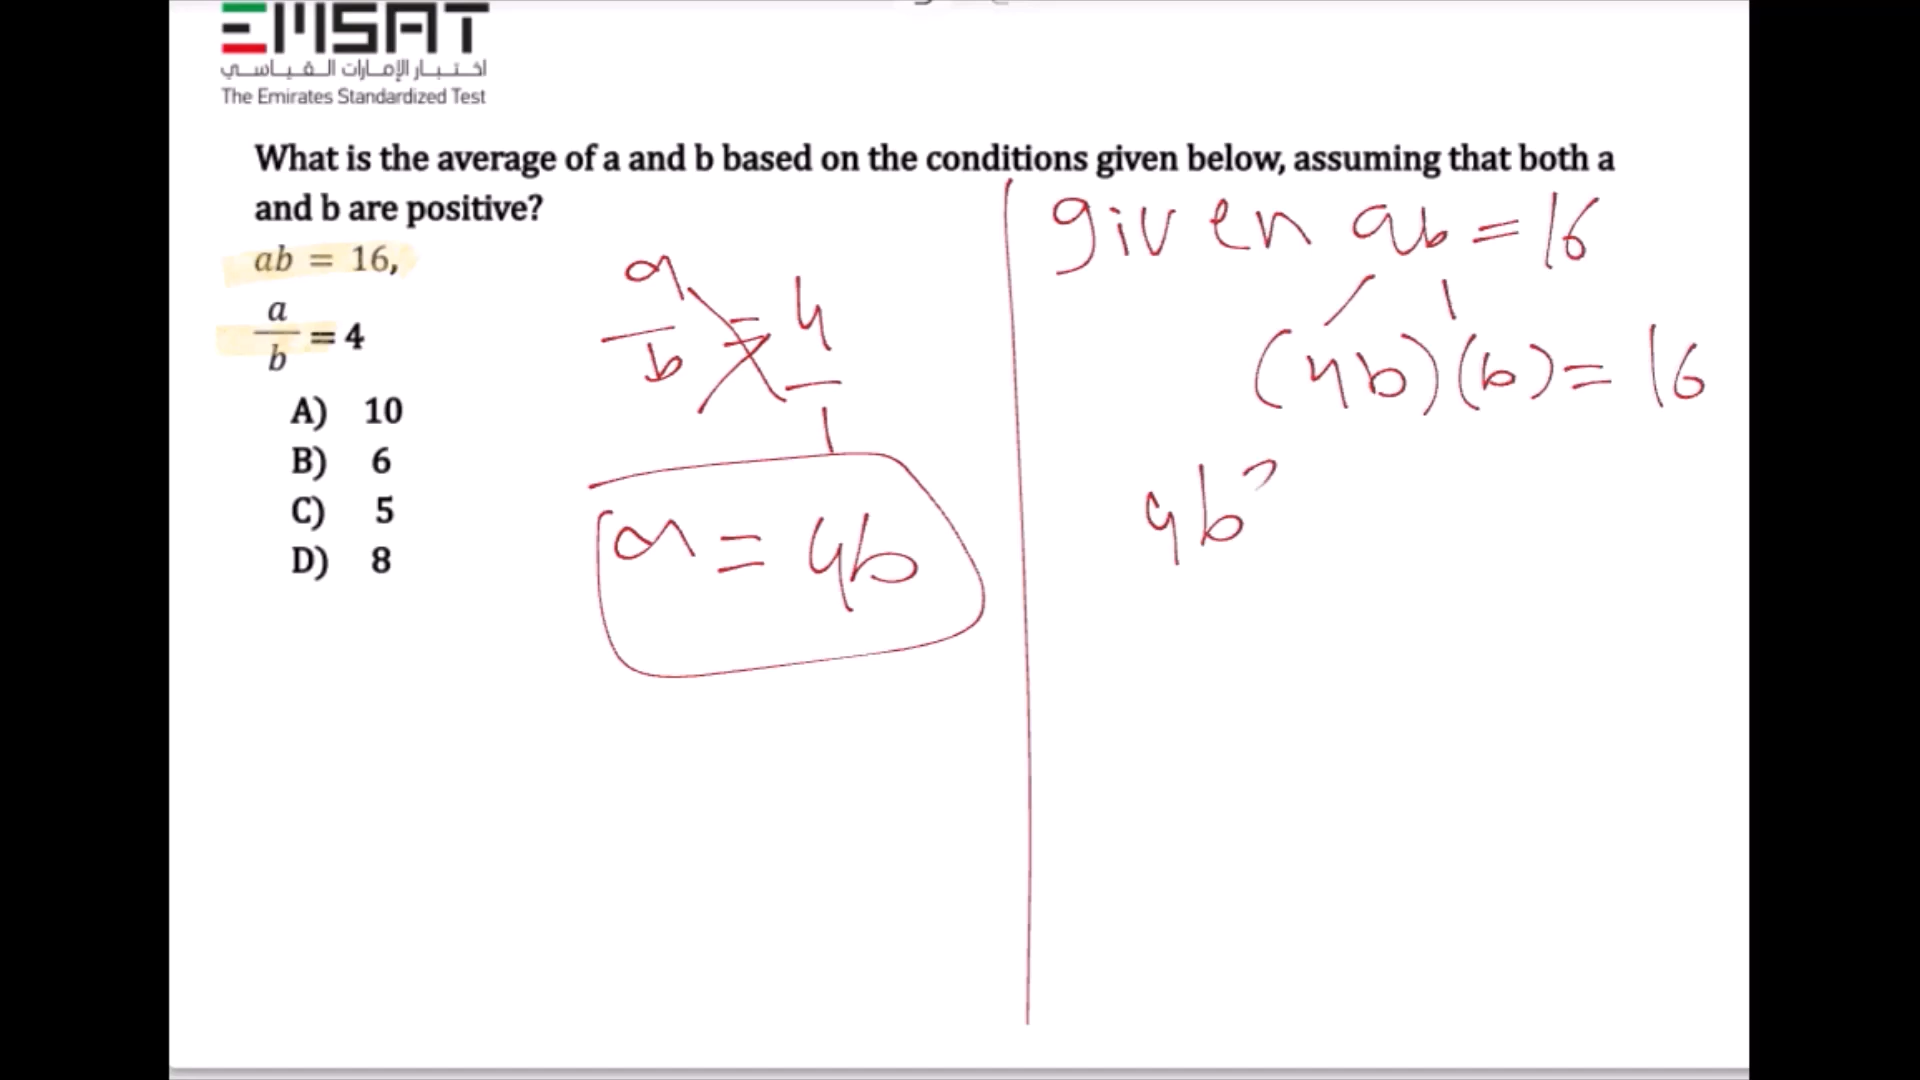 EMSAT
اختبار الإمارات القياسي
The Emirates Standardized Test
What is the average of a and b based on the conditions given below, assuming that both a
and b are positive?
ab = 16,
a/b = 4
A) 10
B) 6
C) 5
D) 8
a/b = 4/1
a = 4b
given ab = 16
(4b)(b) = 16
4b²